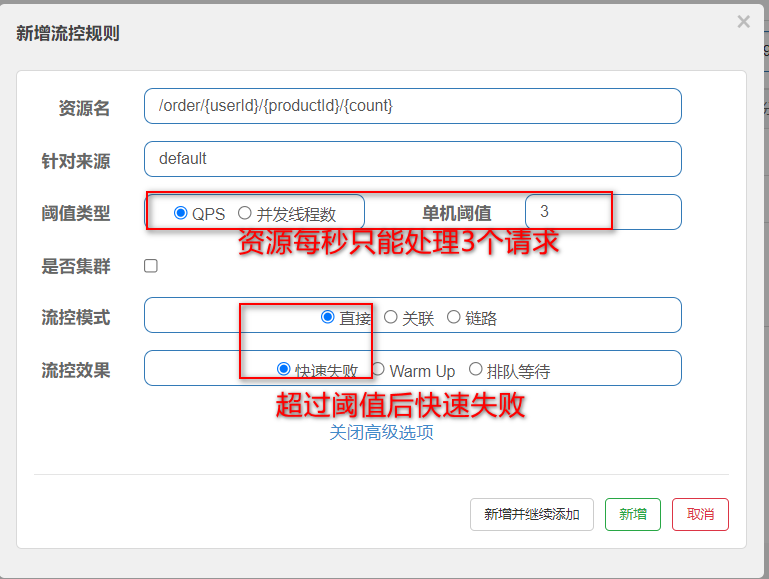 新增流控规则 ×
资源名 /order/{userId}/{productId}/{count}
针对来源 default
阈值类型 QPS 并发线程数 单机阈值 3
资源每秒只能处理3个请求
是否集群
流控模式 直接 关联 链路
流控效果 快速失败 Warm Up 排队等待
超过阈值后快速失败
关闭高级选项
新增并继续添加 新增 取消